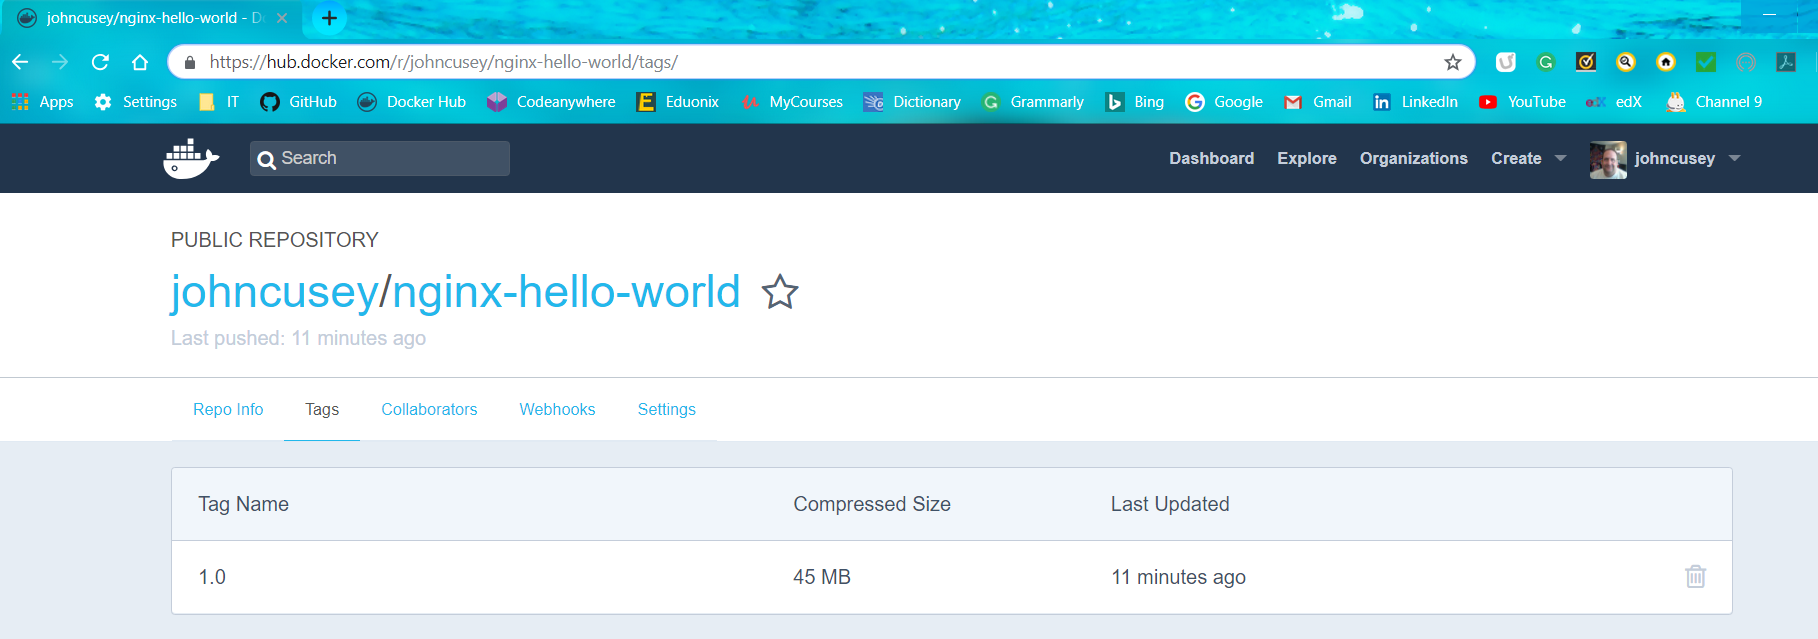 johncusey/nginx-hello-world - D
https://hub.docker.com/r/johncusey/nginx-hello-world/tags/
Apps Settings IT GitHub Docker Hub Codeanywhere Eduonix MyCourses Dictionary Grammarly Bing Google Gmail LinkedIn YouTube edX Channel 9
Search Dashboard Explore Organizations Create johncusey
PUBLIC REPOSITORY
johncusey/nginx-hello-world
Last pushed: 11 minutes ago
Repo Info Tags Collaborators Webhooks Settings
Tag Name Compressed Size Last Updated
1.0 45 MB 11 minutes ago